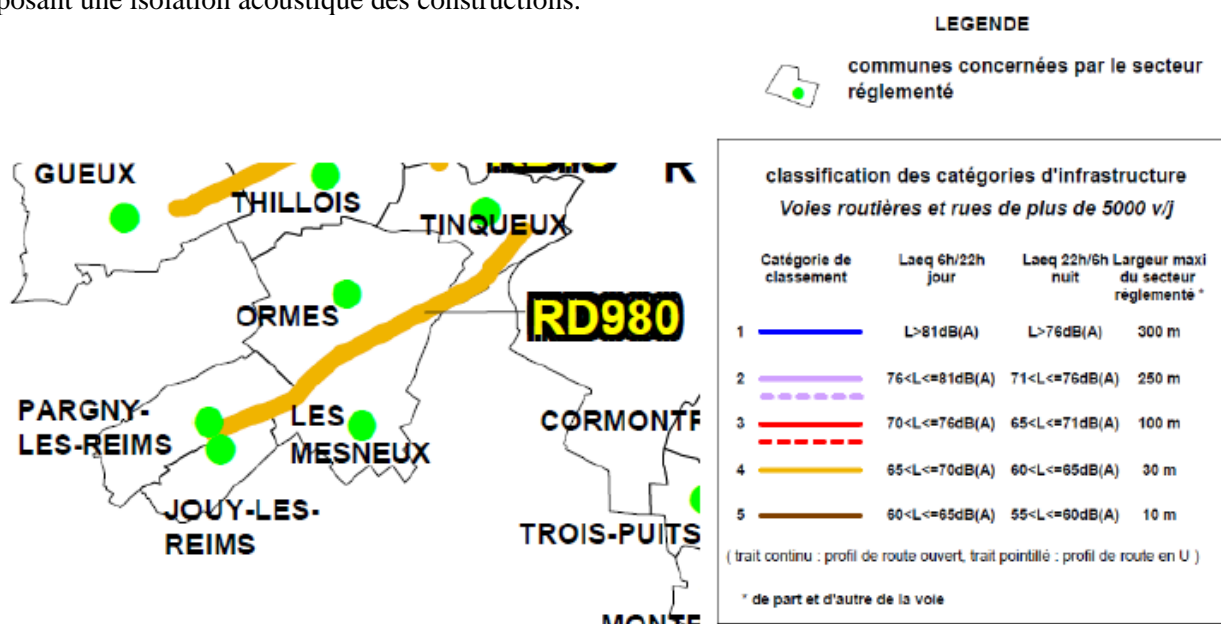 posant une isolation acoustique des constructions.
LEGENDE
communes concernées par le secteur
réglementé
GUEUX
THILLOIS
TINQUEUX
R
ORMES
RD980
PARGNY-
LES-REIMS
LES
MESNEUX
CORMONTR
JOUY-LES-
REIMS
TROIS-PUITS
MONT
classification des catégories d'infrastructure
Voies routières et rues de plus de 5000 v/j
Catégorie de Laeq 6h/22h Laeq 22h/6h Largeur maxi
classement jour nuit du secteur
réglementé *
1 L>81dB(A) L>76dB(A) 300 m
2 76<L<=81dB(A) 71<L<=76dB(A) 250 m
3 70<L<=76dB(A) 65<L<=71dB(A) 100 m
4 65<L<=70dB(A) 60<L<=65dB(A) 30 m
5 60<L<=65dB(A) 55<L<=60dB(A) 10 m
( trait continu : profil de route ouvert, trait pointillé : profil de route en U )
* de part et d'autre de la voie